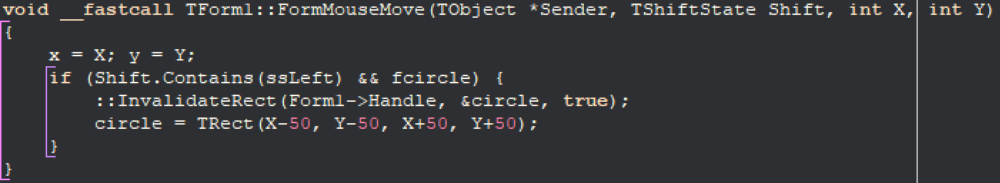 void __fastcall TForm1::FormMouseMove(TObject *Sender, TShiftState Shift, int X, int Y)
{
    x = X; y = Y;
    if (Shift.Contains(ssLeft) && fcircle) {
        ::InvalidateRect(Form1->Handle, &circle, true);
        circle = TRect(X-50, Y-50, X+50, Y+50);
    }
}